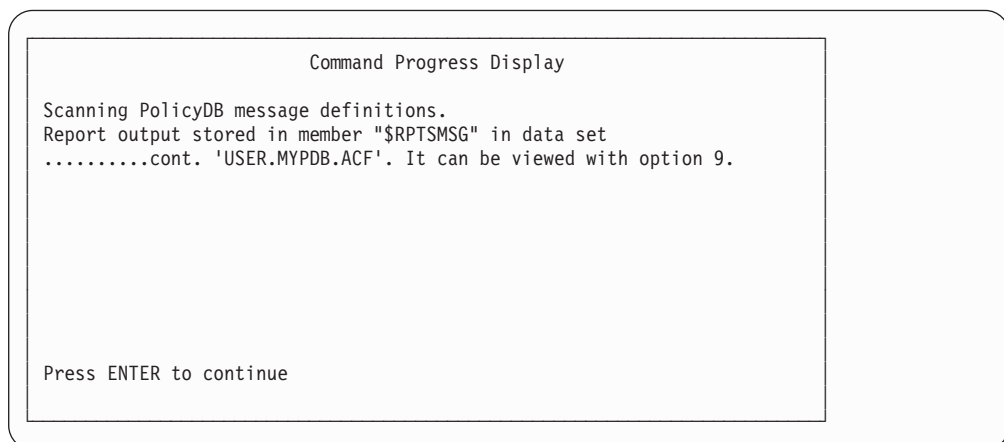 Command Progress Display
Scanning PolicyDB message definitions.
Report output stored in member "$RPTSMSG" in data set
..........cont. 'USER.MYPDB.ACF'. It can be viewed with option 9.
Press ENTER to continue